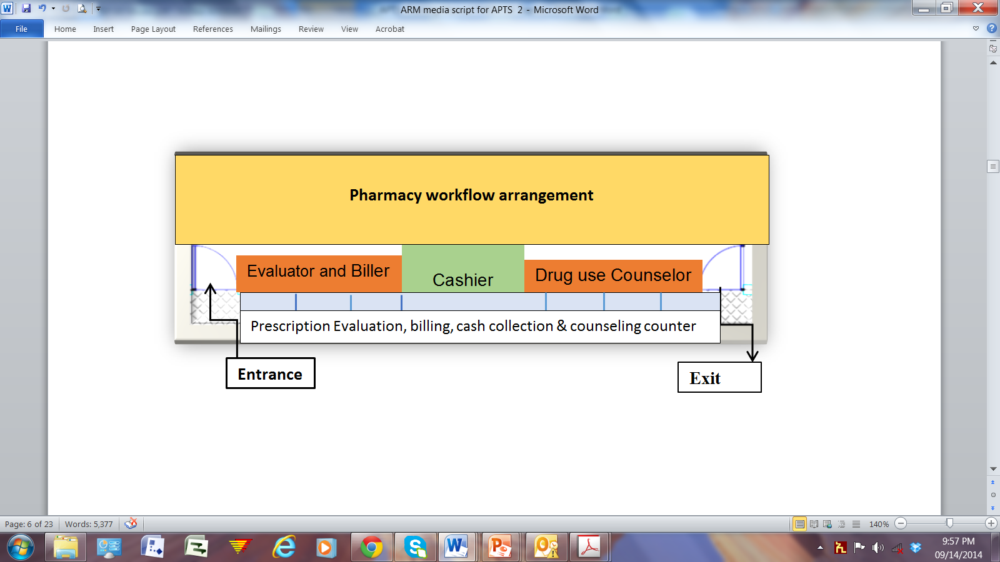 ARM media script for APTS 2 - Microsoft Word
File Home Insert Page Layout References Mailings Review View Acrobat
Pharmacy workflow arrangement
Evaluator and Biller
Cashier
Drug use Counselor
Prescription Evaluation, billing, cash collection & counseling counter
Entrance
Exit
Page: 6 of 23 Words: 5,377
140%
9:57 PM
09/14/2014